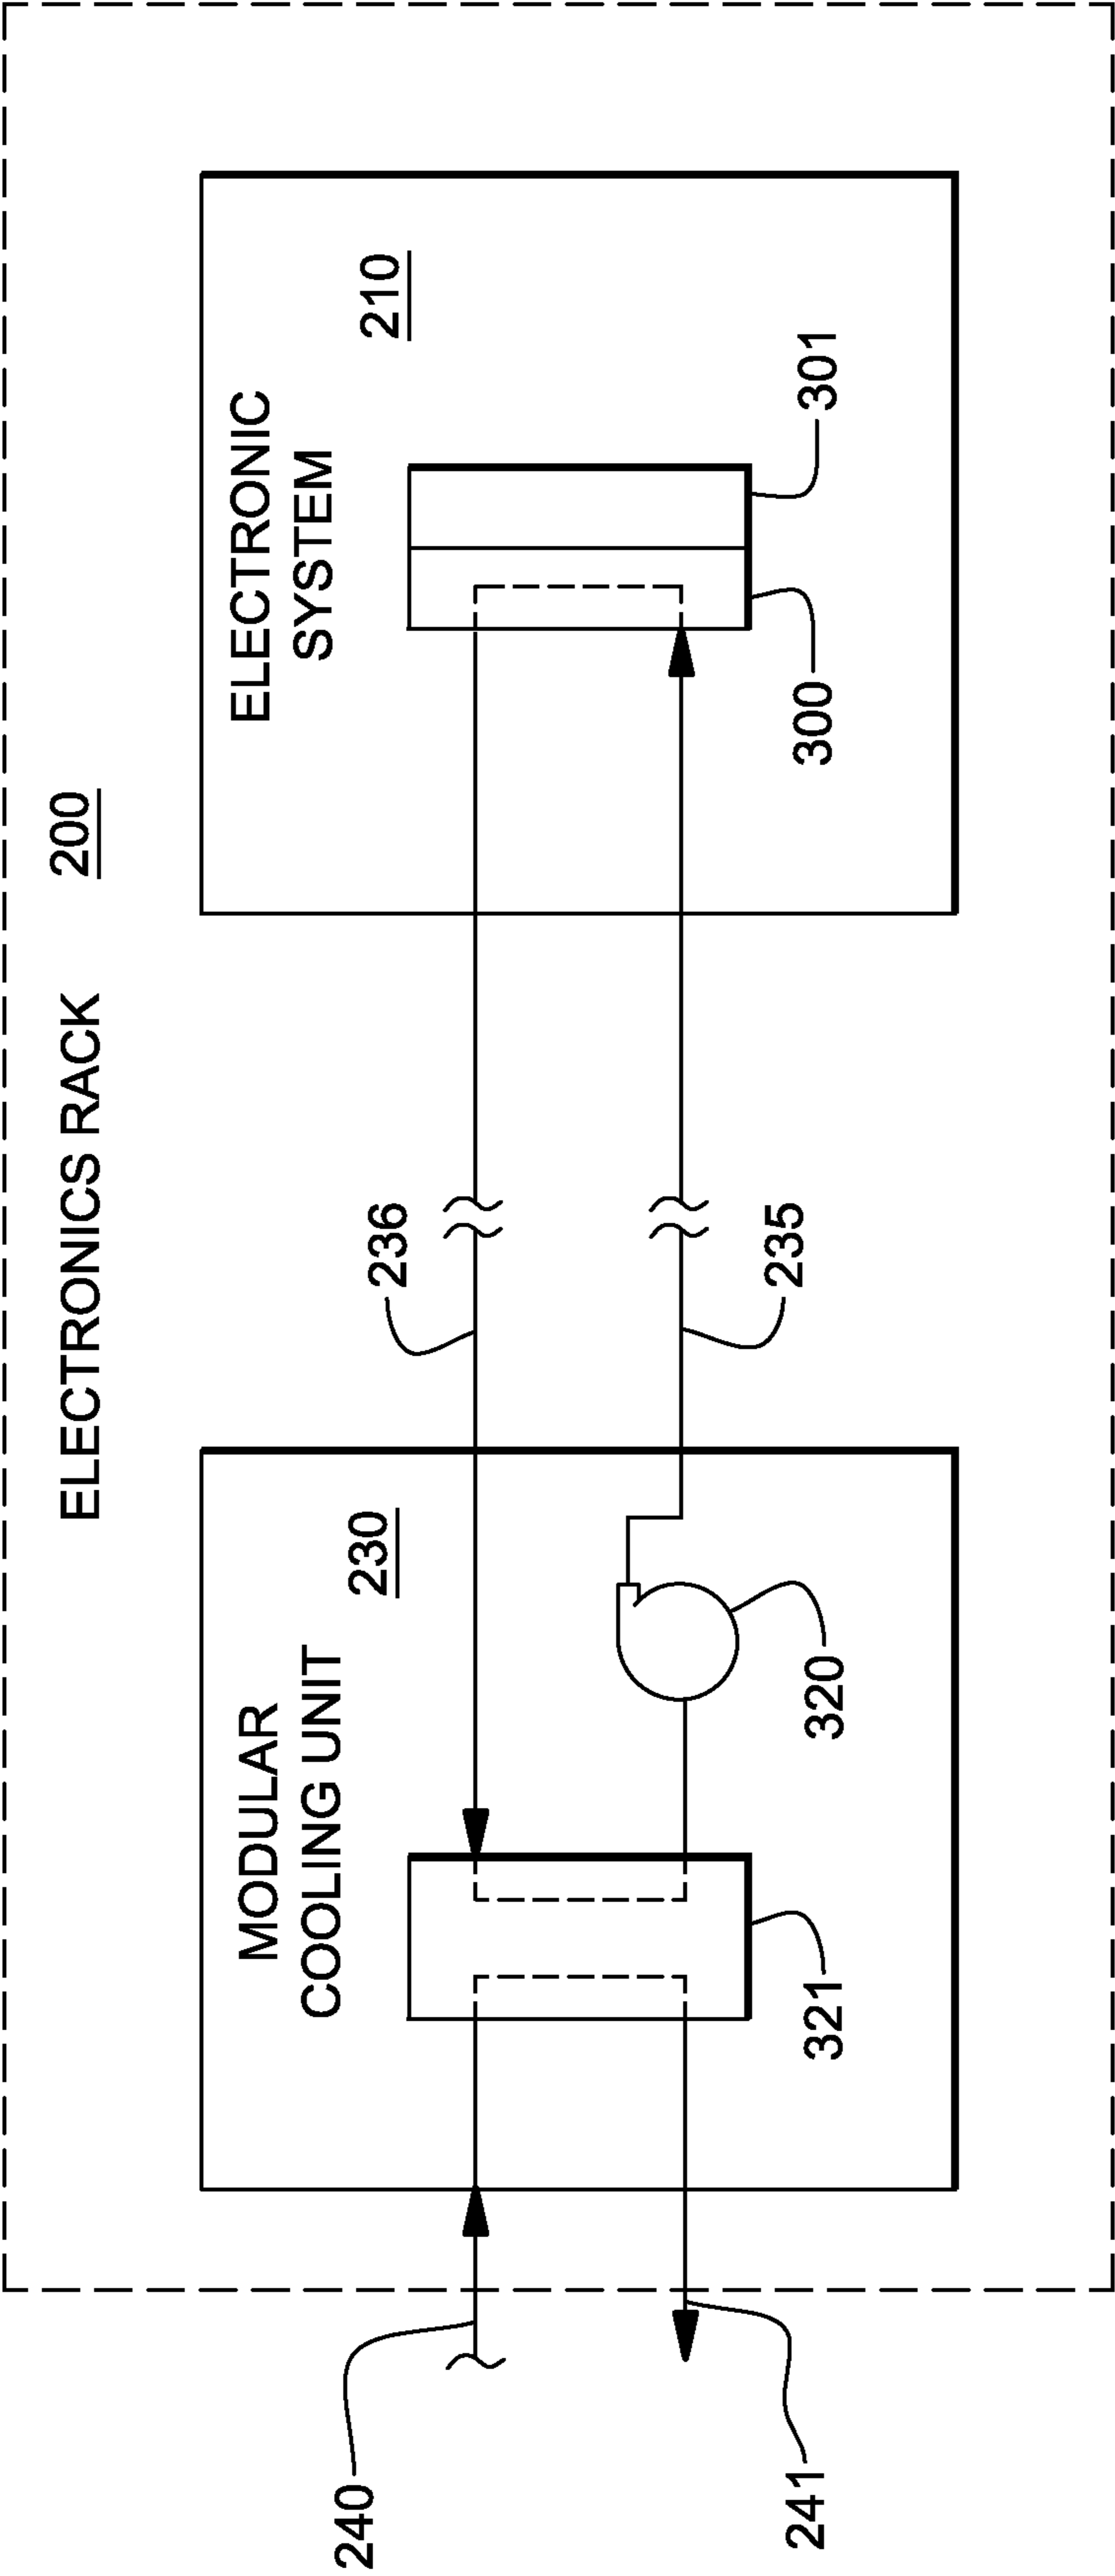 ELECTRONICS RACK 200
MODULAR
COOLING UNIT
230
ELECTRONIC
SYSTEM
210
236
235
240
241
321
320
300
301